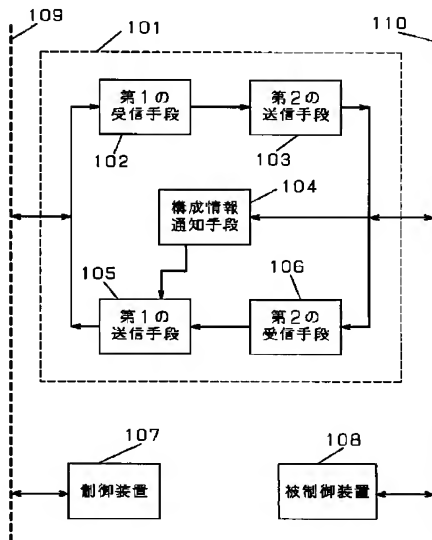 109
101
110
第1の
受信手段
102
第2の
送信手段
103
構成情報
通知手段
104
105
第1の
送信手段
106
第2の
受信手段
107
制御装置
108
被制御装置